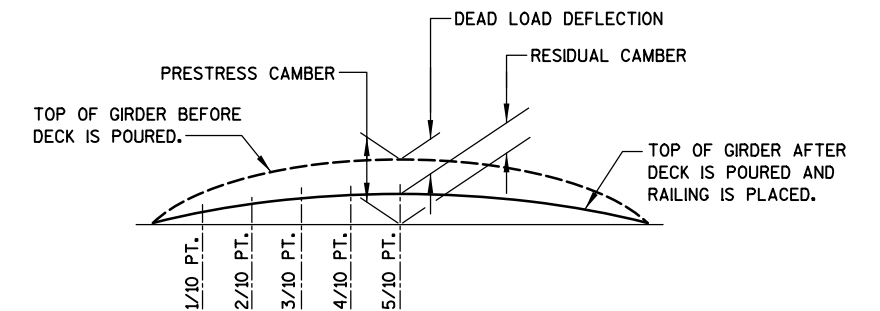 DEAD LOAD DEFLECTION
RESIDUAL CAMBER
PRESTRESS CAMBER
TOP OF GIRDER BEFORE
DECK IS POURED.
TOP OF GIRDER AFTER
DECK IS POURED AND
RAILING IS PLACED.
1/10 PT.
2/10 PT.
3/10 PT.
4/10 PT.
5/10 PT.